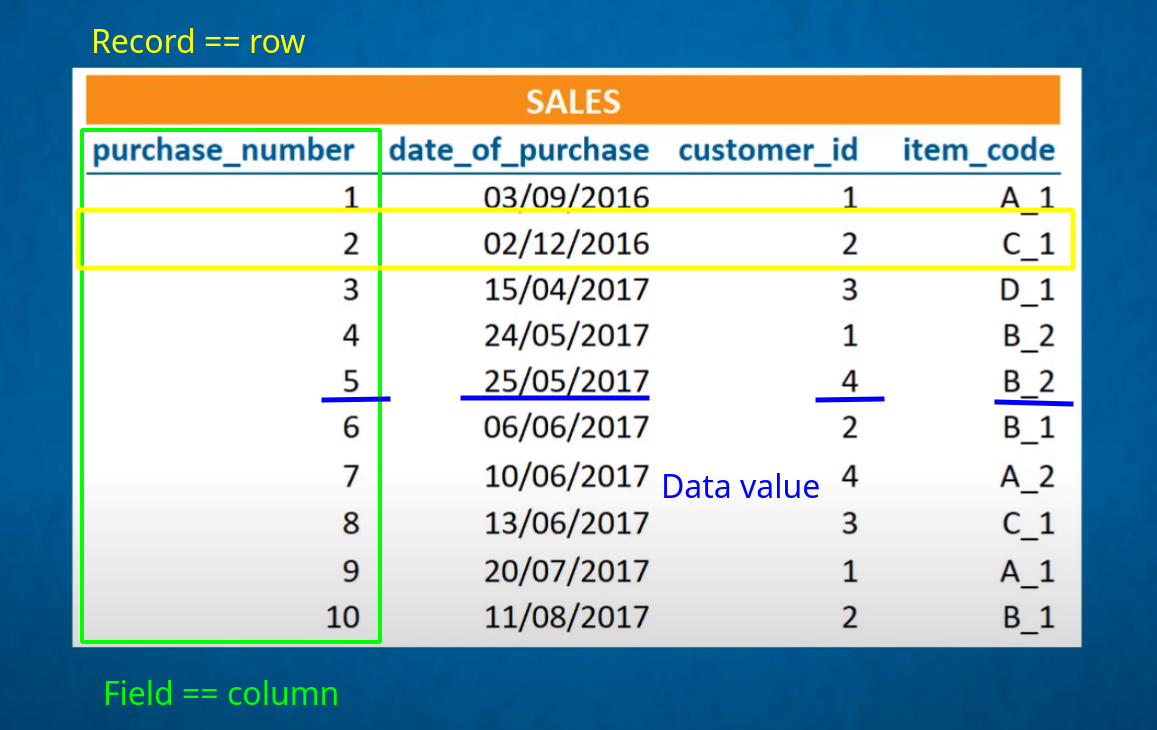 Record == row
SALES
purchase_number date_of_purchase customer_id item_code
1 03/09/2016 1 A_1
2 02/12/2016 2 C_1
3 15/04/2017 3 D_1
4 24/05/2017 1 B_2
5 25/05/2017 4 B_2
6 06/06/2017 2 B_1
7 10/06/2017 Data value 4 A_2
8 13/06/2017 3 C_1
9 20/07/2017 1 A_1
10 11/08/2017 2 B_1
Field == column